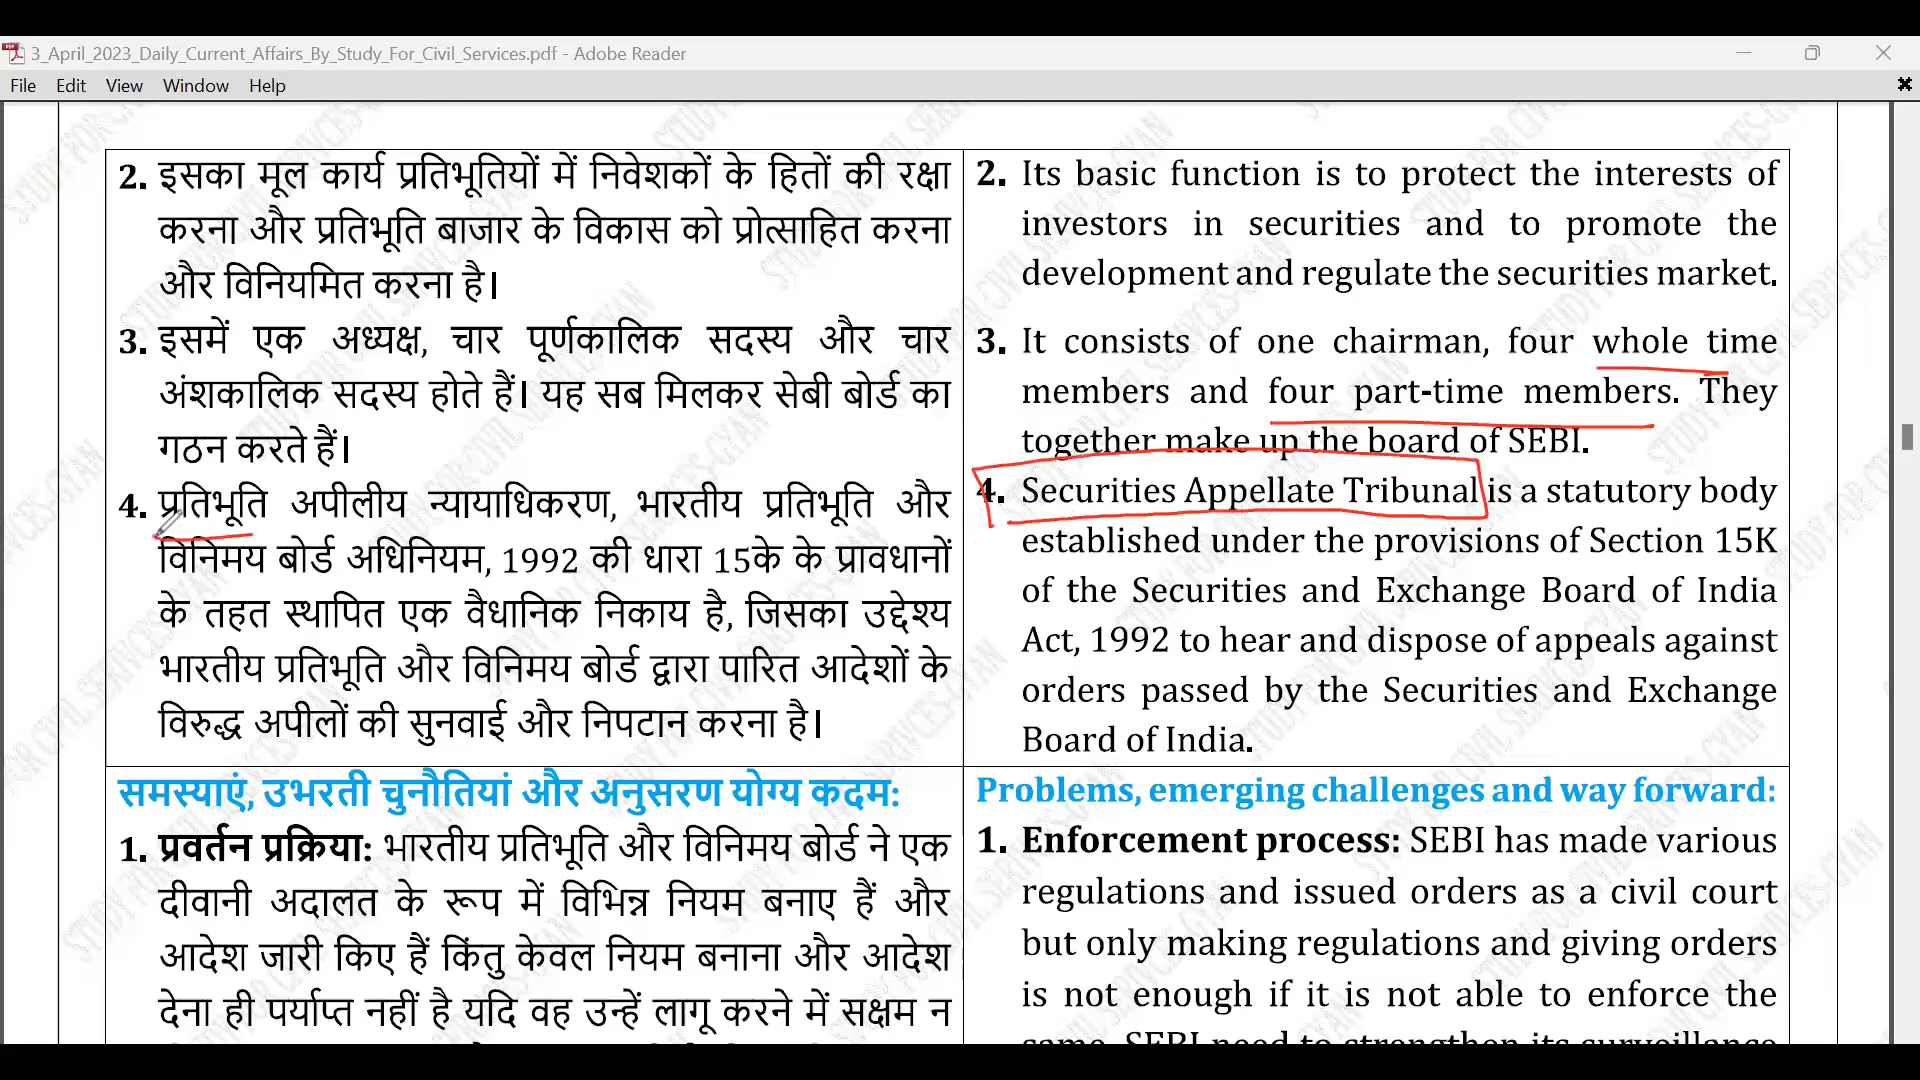 3_April_2023_Daily_Current_Affairs_By_Study_For_Civil_Services.pdf - Adobe Reader
File Edit View Window Help
2. इसका मूल कार्य प्रतिभूतियों में निवेशकों के हितों की रक्षा
करना और प्रतिभूति बाजार के विकास को प्रोत्साहित करना
और विनियमित करना है।
3. इसमें एक अध्यक्ष, चार पूर्णकालिक सदस्य और चार
अंशकालिक सदस्य होते हैं। यह सब मिलकर सेबी बोर्ड का
गठन करते हैं।
4. प्रतिभूति अपीलीय न्यायाधिकरण, भारतीय प्रतिभूति और
विनिमय बोर्ड अधिनियम, 1992 की धारा 15के के प्रावधानों
के तहत स्थापित एक वैधानिक निकाय है, जिसका उद्देश्य
भारतीय प्रतिभूति और विनिमय बोर्ड द्वारा पारित आदेशों के
विरुद्ध अपीलों की सुनवाई और निपटान करना है।
2. Its basic function is to protect the interests of
investors in securities and to promote the
development and regulate the securities market.
3. It consists of one chairman, four whole time
members and four part-time members. They
together make up the board of SEBI.
4. Securities Appellate Tribunal is a statutory body
established under the provisions of Section 15K
of the Securities and Exchange Board of India
Act, 1992 to hear and dispose of appeals against
orders passed by the Securities and Exchange
Board of India.
समस्याएं, उभरती चुनौतियां और अनुसरण योग्य कदम:
1. प्रवर्तन प्रक्रिया: भारतीय प्रतिभूति और विनिमय बोर्ड ने एक
दीवानी अदालत के रूप में विभिन्न नियम बनाए हैं और
आदेश जारी किए हैं किंतु केवल नियम बनाना और आदेश
देना ही पर्याप्त नहीं है यदि वह उन्हें लागू करने में सक्षम न
Problems, emerging challenges and way forward:
1. Enforcement process: SEBI has made various
regulations and issued orders as a civil court
but only making regulations and giving orders
is not enough if it is not able to enforce the
same. SEBI need to strengthen its surveillance